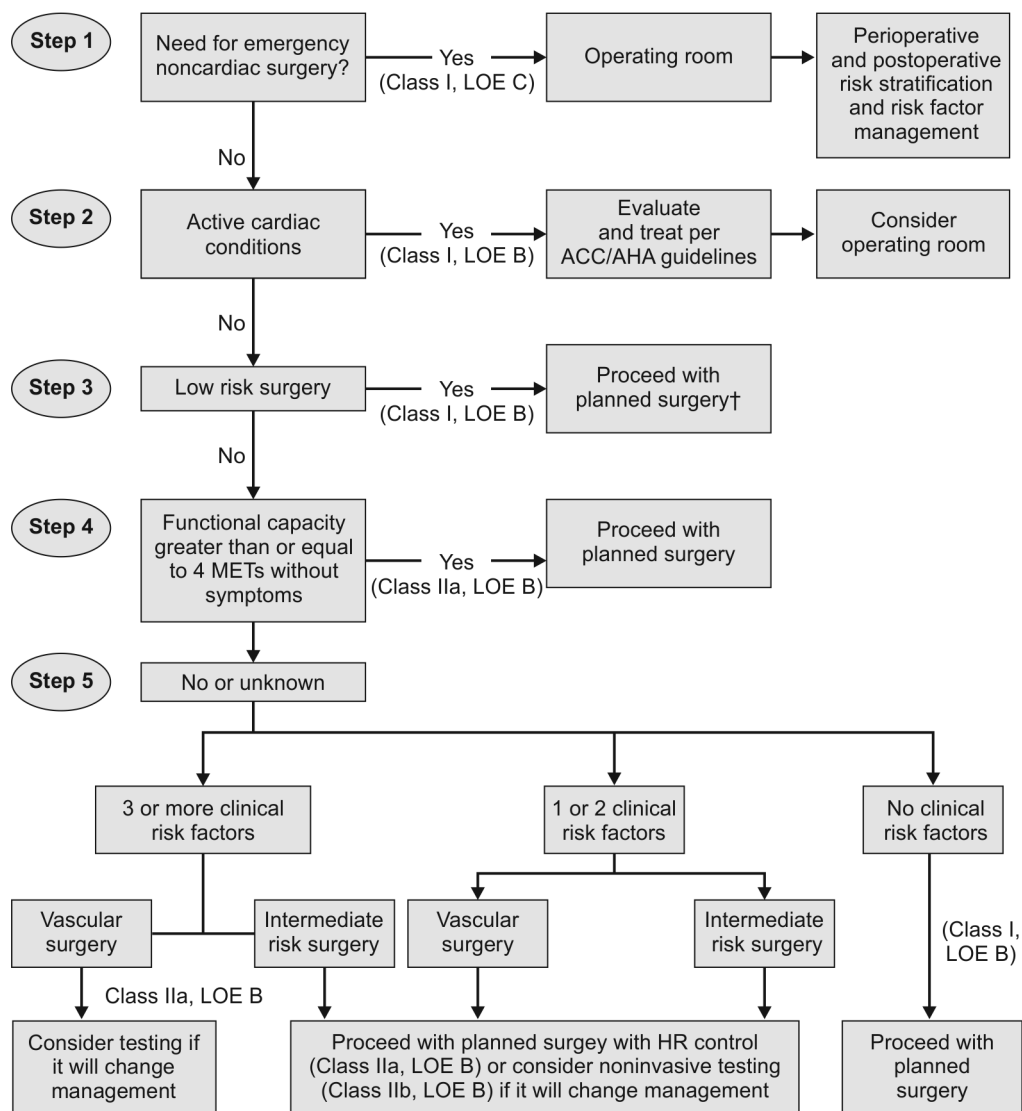 Step 1
Need for emergency
noncardiac surgery?
Yes
(Class I, LOE C)
Operating room
Perioperative
and postoperative
risk stratification
and risk factor
management
No
Step 2
Active cardiac
conditions
Yes
(Class I, LOE B)
Evaluate
and treat per
ACC/AHA guidelines
Consider
operating room
No
Step 3
Low risk surgery
Yes
(Class I, LOE B)
Proceed with
planned surgery†
No
Step 4
Functional capacity
greater than or equal
to 4 METs without
symptoms
Yes
(Class IIa, LOE B)
Proceed with
planned surgery
Step 5
No or unknown
3 or more clinical
risk factors
1 or 2 clinical
risk factors
No clinical
risk factors
Vascular
surgery
Intermediate
risk surgery
Vascular
surgery
Intermediate
risk surgery
(Class I,
LOE B)
Class IIa, LOE B
Consider testing if
it will change
management
Proceed with planned surgey with HR control
(Class IIa, LOE B) or consider noninvasive testing
(Class IIb, LOE B) if it will change management
Proceed with
planned
surgery